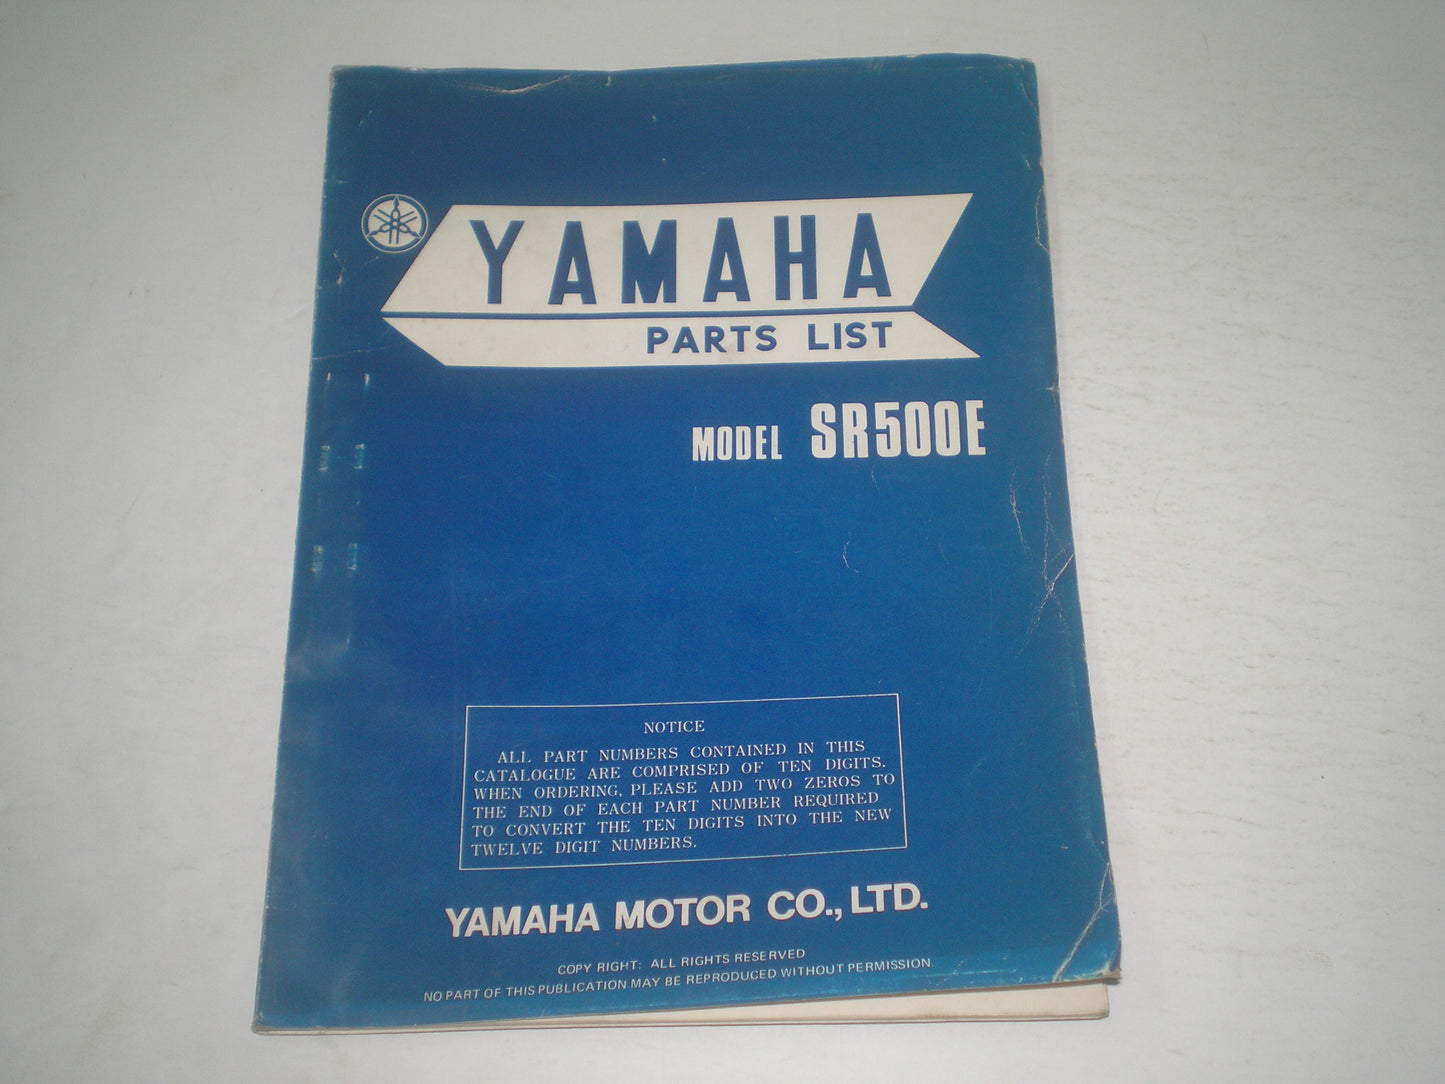 YAMAHA
PARTS LIST
MODEL SR500E
NOTICE
ALL PART NUMBERS CONTAINED IN THIS
CATALOGUE ARE COMPRISED OF TEN DIGITS.
WHEN ORDERING, PLEASE ADD TWO ZEROS TO
THE END OF EACH PART NUMBER REQUIRED
TO CONVERT THE TEN DIGITS INTO THE NEW
TWELVE DIGIT NUMBERS.
YAMAHA MOTOR CO., LTD.
COPY RIGHT: ALL RIGHTS RESERVED
NO PART OF THIS PUBLICATION MAY BE REPRODUCED WITHOUT PERMISSION.